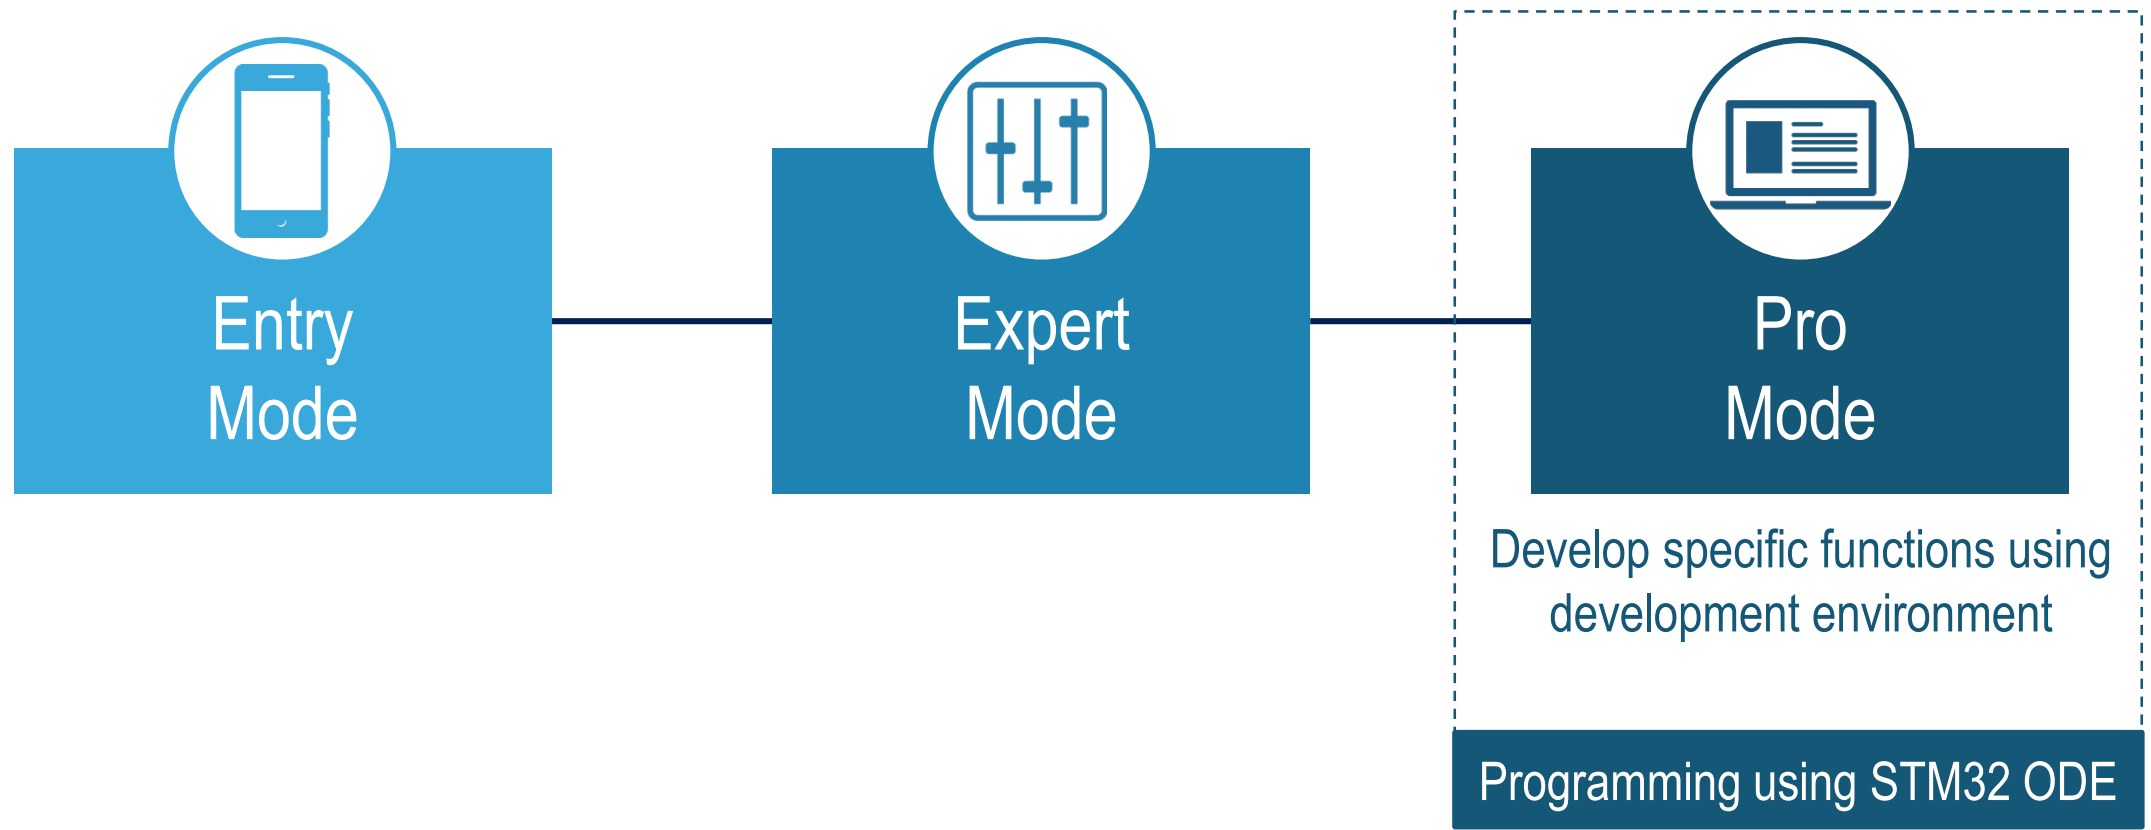 Entry
Mode
Expert
Mode
Pro
Mode
Develop specific functions using
development environment
Programming using STM32 ODE